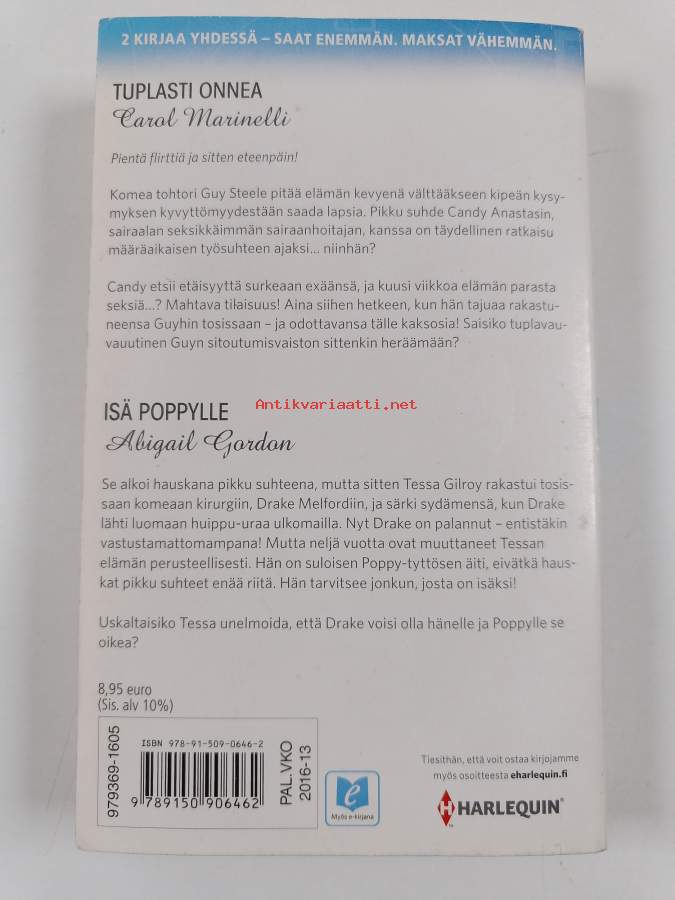 2 KIRJAA YHDESSÄ – SAAT ENEMMÄN. MAKSAT VÄHEMMÄN.
TUPLASTI ONNEA
Carol Marinelli
Pientä flirttiä ja sitten eteenpäin!
Komea tohtori Guy Steele pitää elämän kevyenä välttääkseen kipeän kysy-
myksen kyvyttömyydestään saada lapsia. Pikku suhde Candy Anastasin,
sairaalan seksikkäimmän sairaanhoitajan, kanssa on täydellinen ratkaisu
määräaikaisen työsuhteen ajaksi... niinhän?
Candy etsii etäisyyttä surkeaan exäänsä, ja kuusi viikkoa elämän parasta
seksiä...? Mahtava tilaisuus! Aina siihen hetkeen, kun hän tajuaa rakastu-
neensa Guyhin tosissaan – ja odottavansa tälle kaksosia! Saisiko tuplavau-
vauutinen Guyn sitoutumisvaiston sittenkin heräämään?
ISÄ POPPYLLE
Antikvariaatti.net
Abigail Gordon
Se alkoi hauskana pikku suhteena, mutta sitten Tessa Gilroy rakastui tosis-
saan komeaan kirurgiin, Drake Melfordiin, ja särki sydämensä, kun Drake
lähti luomaan huippu-uraa ulkomailla. Nyt Drake on palannut – entistäkin
vastustamattomampana! Mutta neljä vuotta ovat muuttaneet Tessan
elämän perusteellisesti. Hän on suloisen Poppy-tyttösen äiti, eivätkä haus-
kat pikku suhteet enää riitä. Hän tarvitsee jonkun, josta on isäksi!
Uskaltaisiko Tessa unelmoida, että Drake voisi olla hänelle ja Poppylle se
oikea?
8,95 euro
(Sis. alv 10%)
979369-1605
ISBN 978-91-509-0646-2
9 789150 906462
PAL.VKO
2016-13
e
Myös e-kirjana
Tiesithän, että voit ostaa kirjojamme
myös osoitteesta eharlequin.fi
HARLEQUIN®